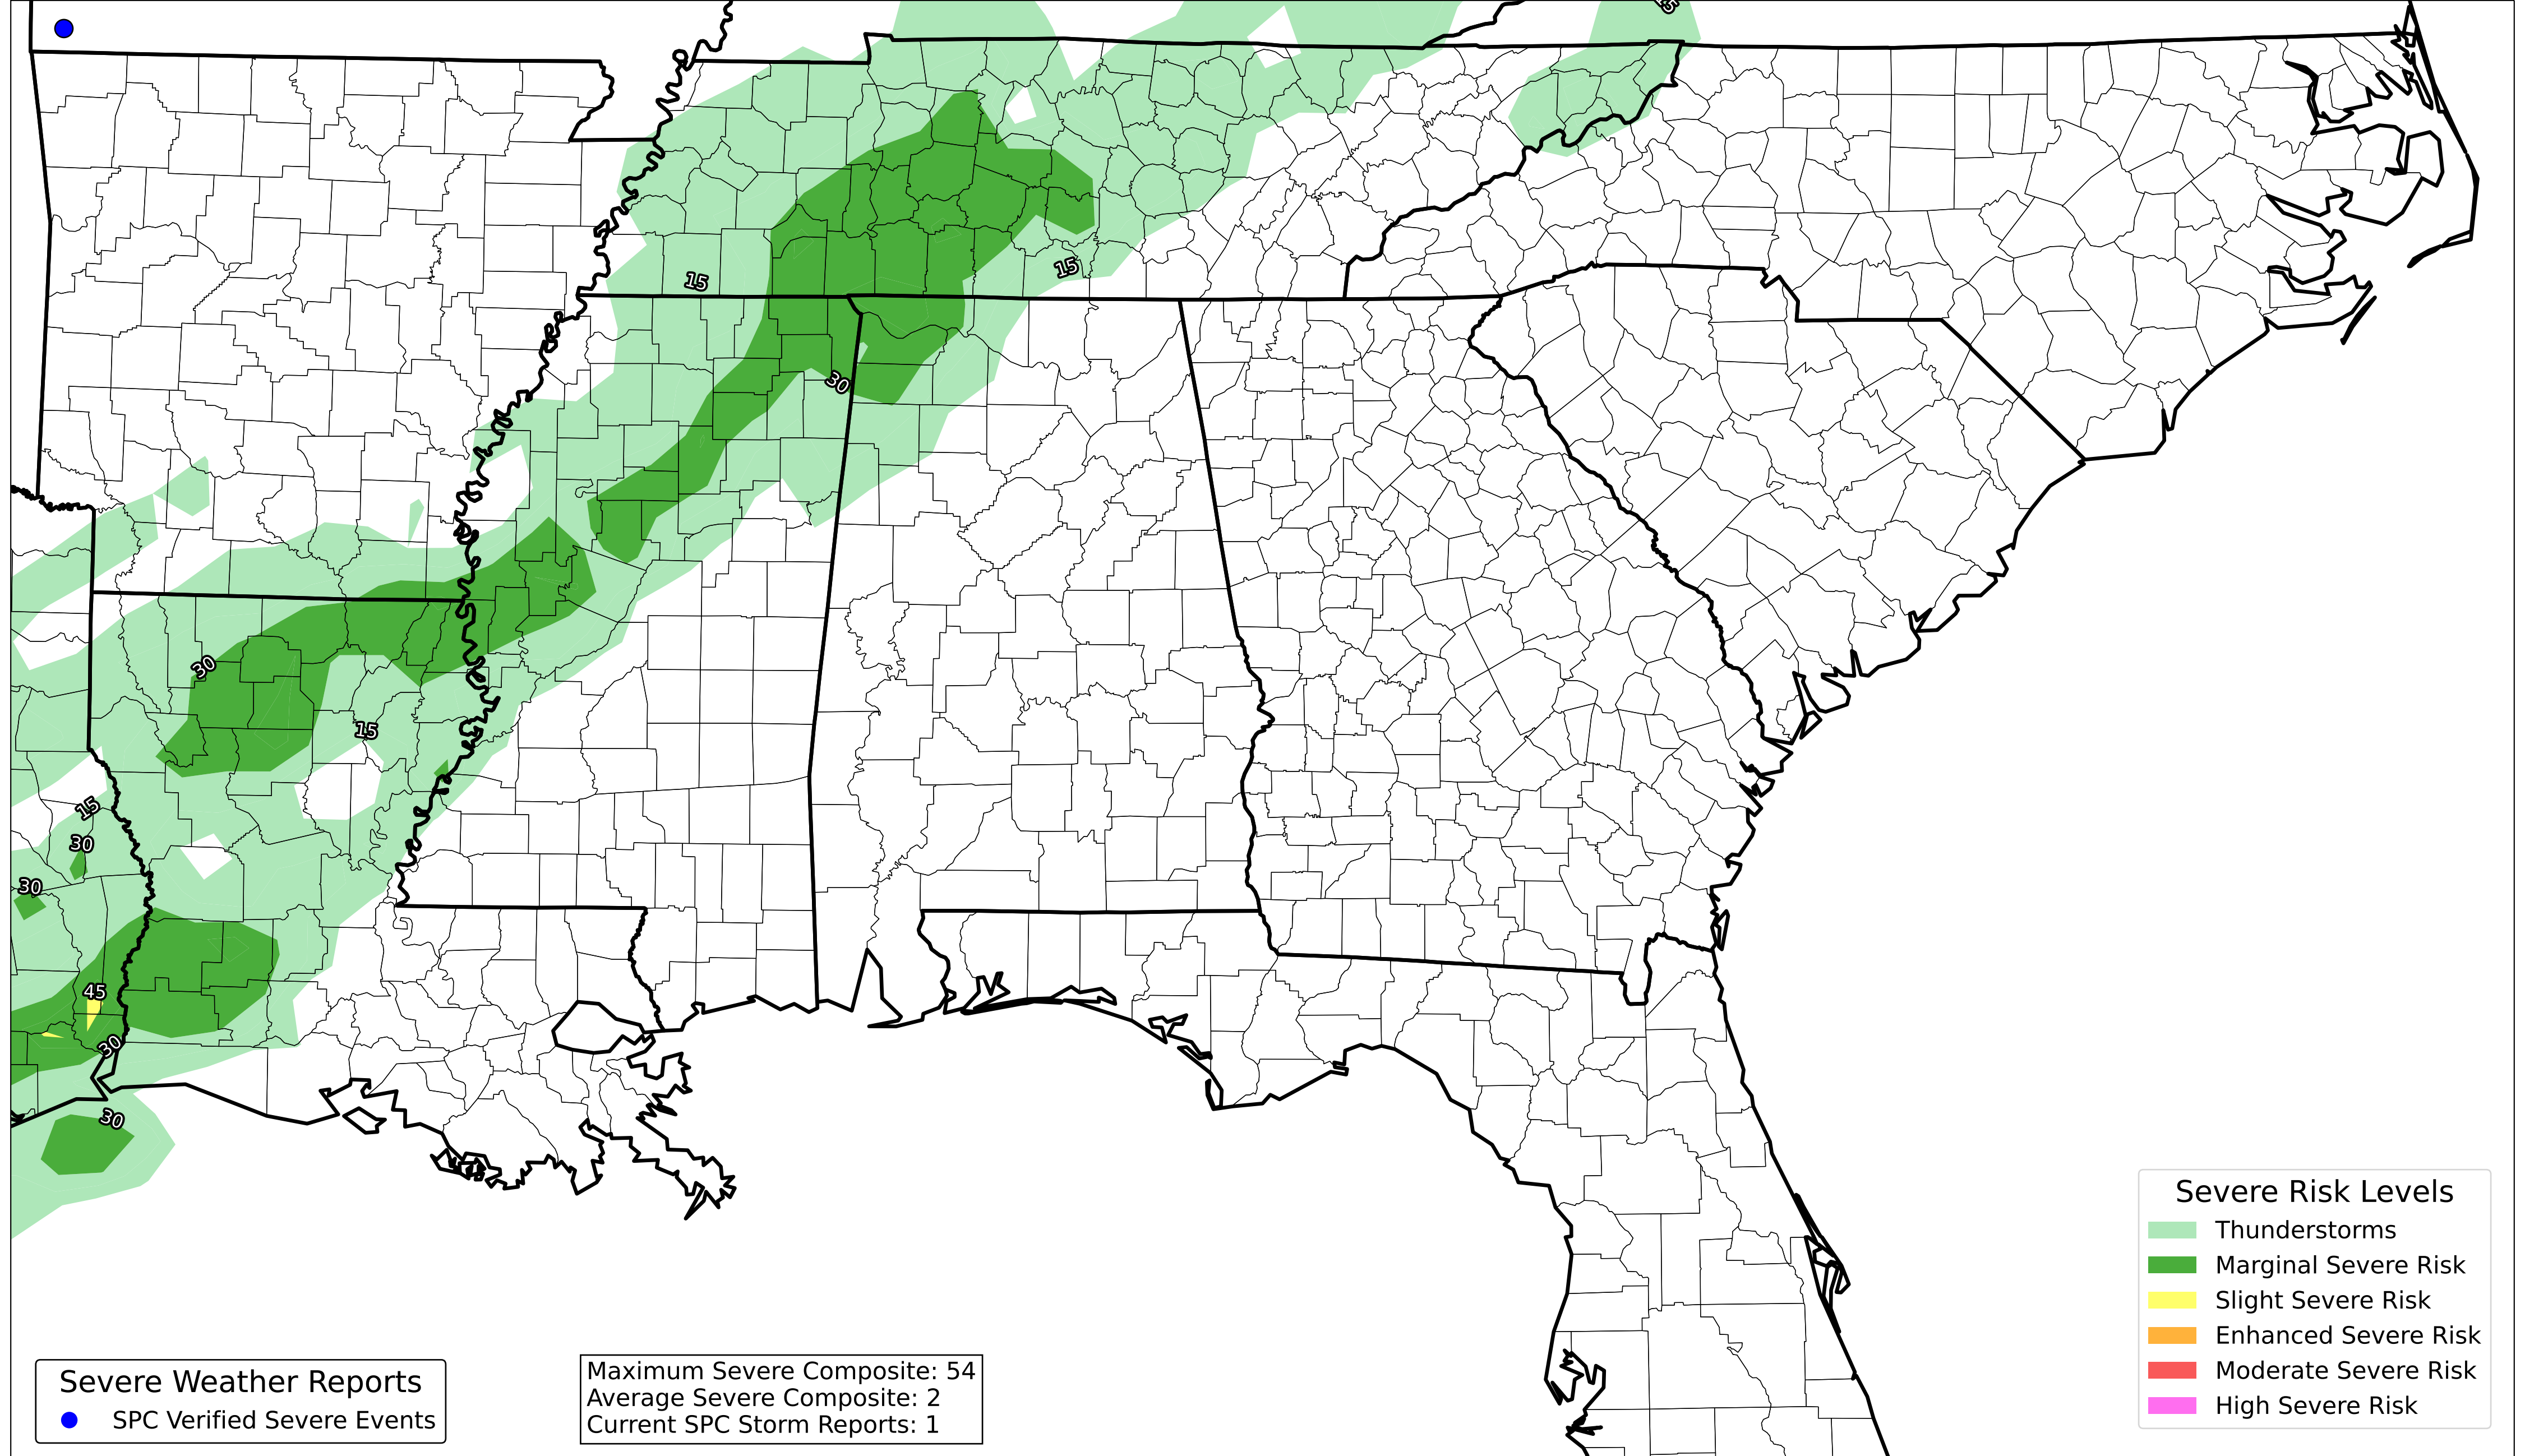 15
15
15
30
30
15
15
30
30
45
30
30
Severe Risk Levels
Thunderstorms
Marginal Severe Risk
Slight Severe Risk
Enhanced Severe Risk
Moderate Severe Risk
High Severe Risk
Severe Weather Reports
SPC Verified Severe Events
Maximum Severe Composite: 54
Average Severe Composite: 2
Current SPC Storm Reports: 1